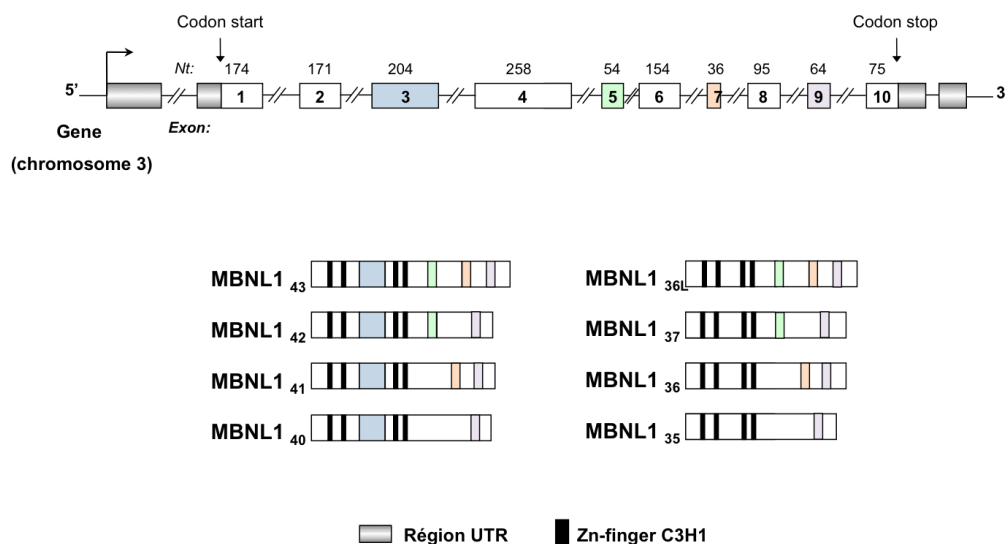 Codon start Codon stop
Nt: 174 171 204 258 54 154 36 95 64 75
5’ 1 2 3 4 5 6 7 8 9 10 3
Exon:
Gene
(chromosome 3)
MBNL1 43 MBNL1 36L
MBNL1 42 MBNL1 37
MBNL1 41 MBNL1 36
MBNL1 40 MBNL1 35
Région UTR Zn-finger C3H1